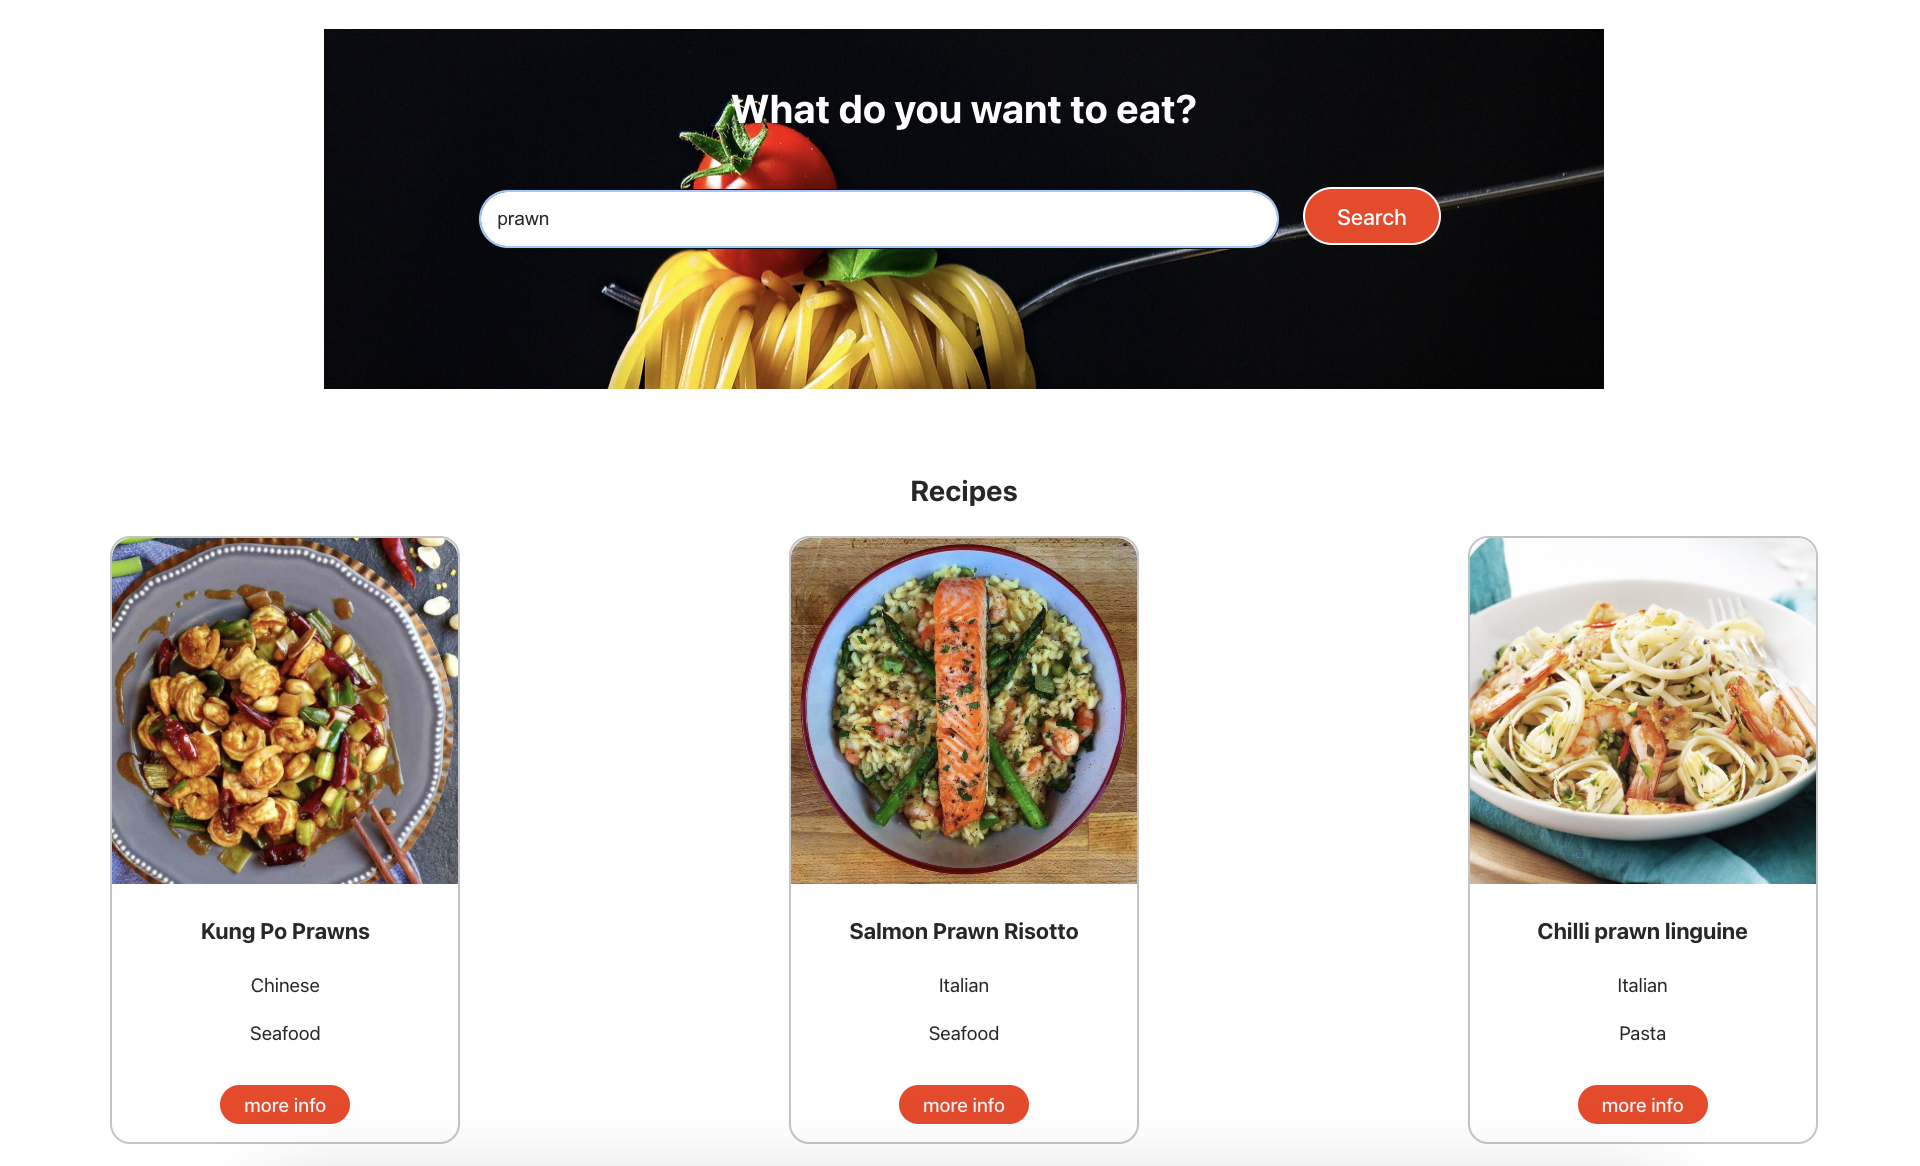 What do you want to eat?
prawn
Search
Recipes
Kung Po Prawns
Chinese
Seafood
more info
Salmon Prawn Risotto
Italian
Seafood
more info
Chilli prawn linguine
Italian
Pasta
more info